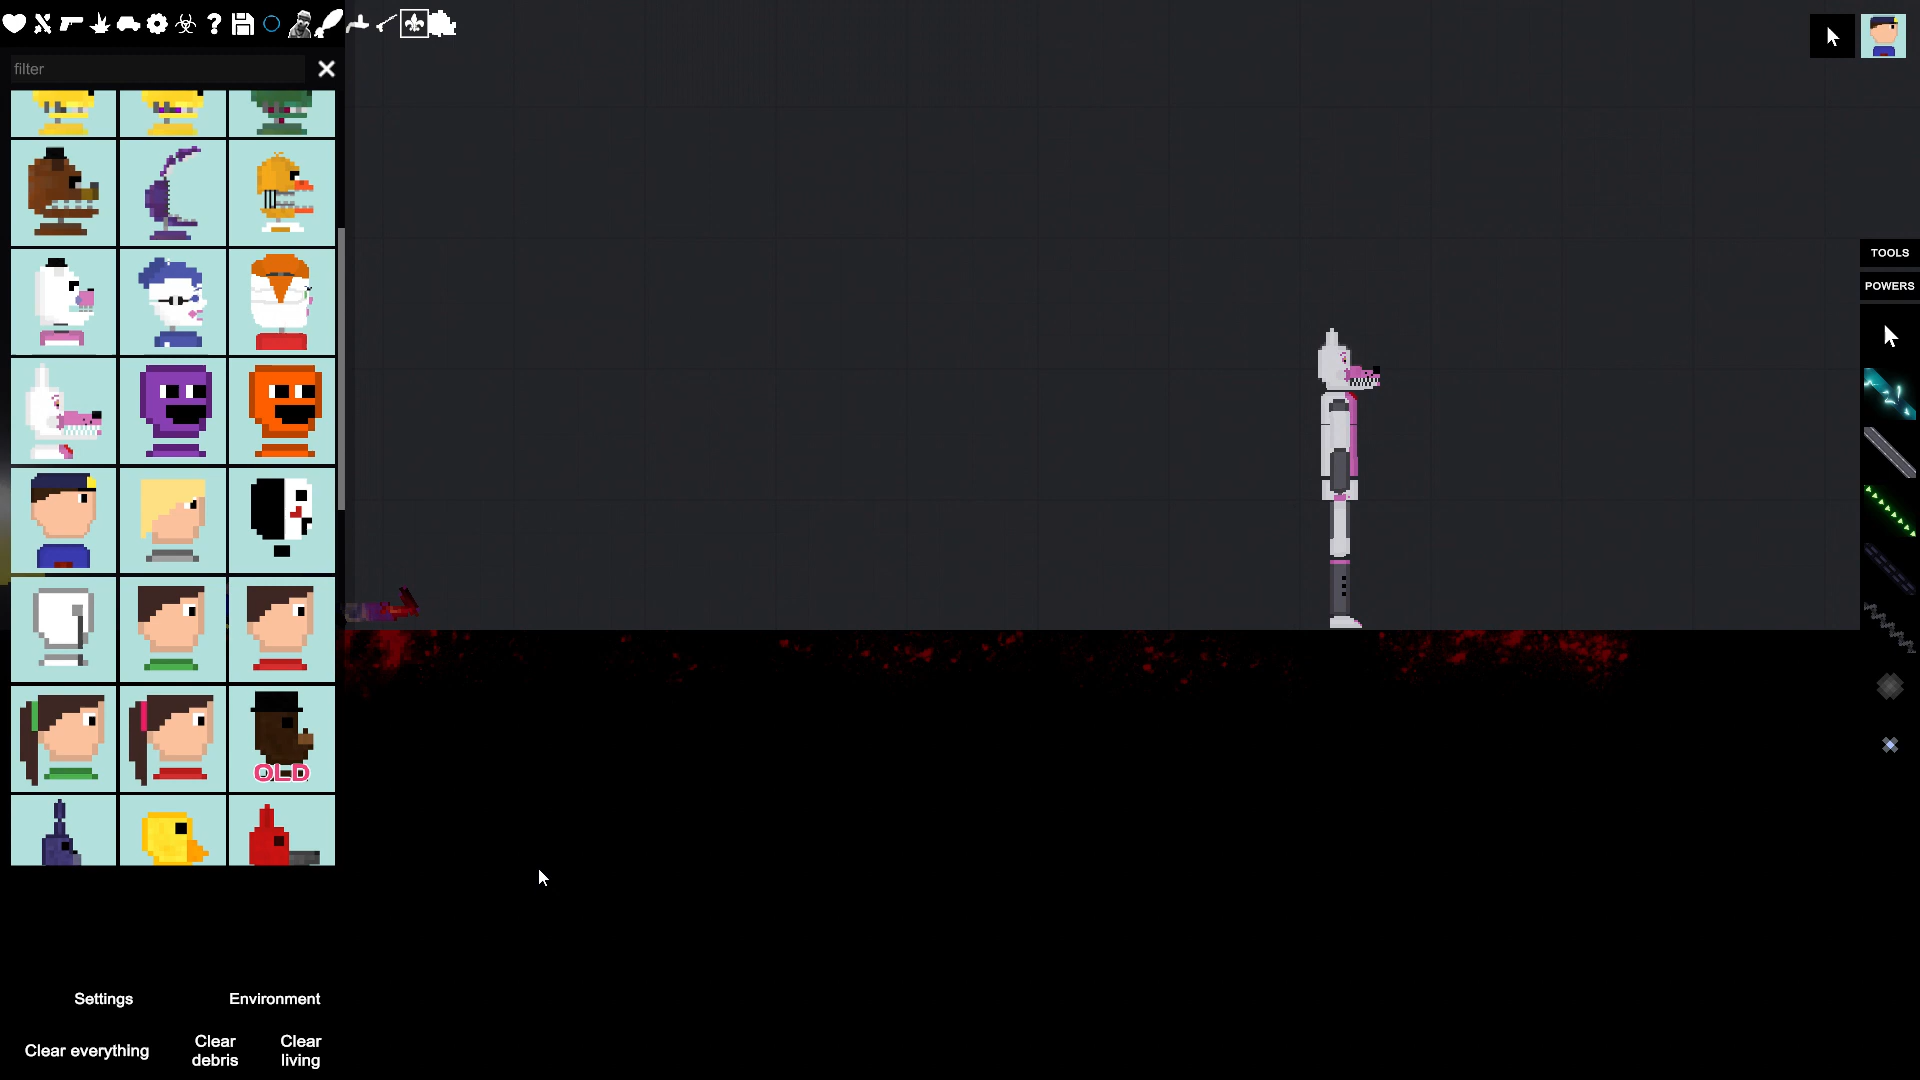 filter
TOOLS
POWERS
OLD
Settings
Environment
Clear everything
Clear
debris
Clear
living